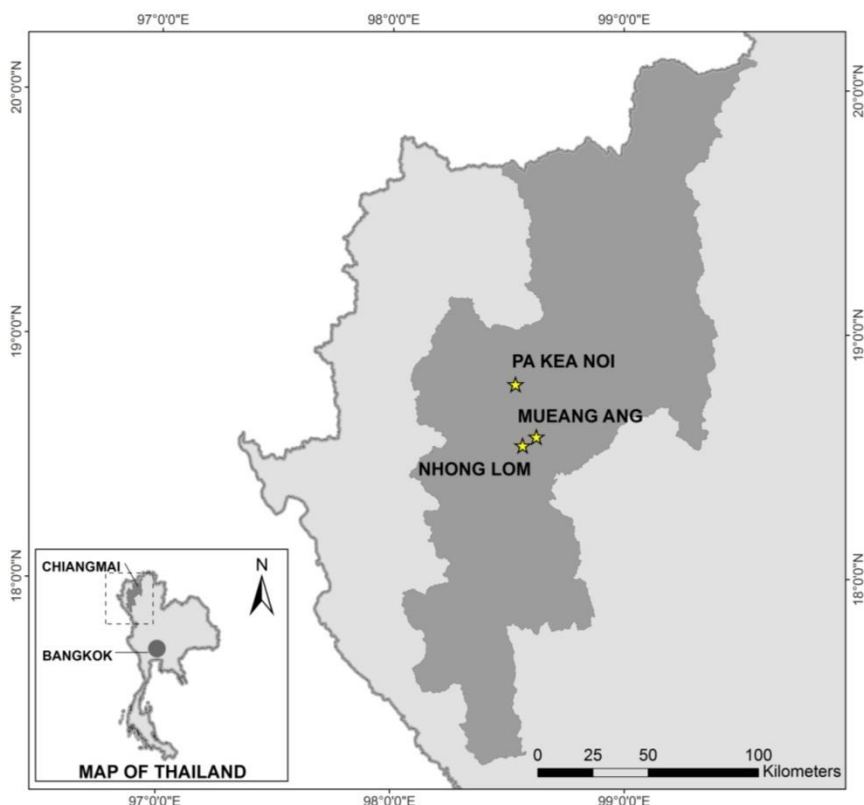 97°0'0"E 98°0'0"E 99°0'0"E
20°0'0"N 20°0'0"N
19°0'0"N 19°0'0"N
PA KEA NOI
MUEANG ANG
NHONG LOM
18°0'0"N 18°0'0"N
CHIANGMAI
N
BANGKOK
MAP OF THAILAND
0 25 50 100
Kilometers
97°0'0"E 98°0'0"E 99°0'0"E